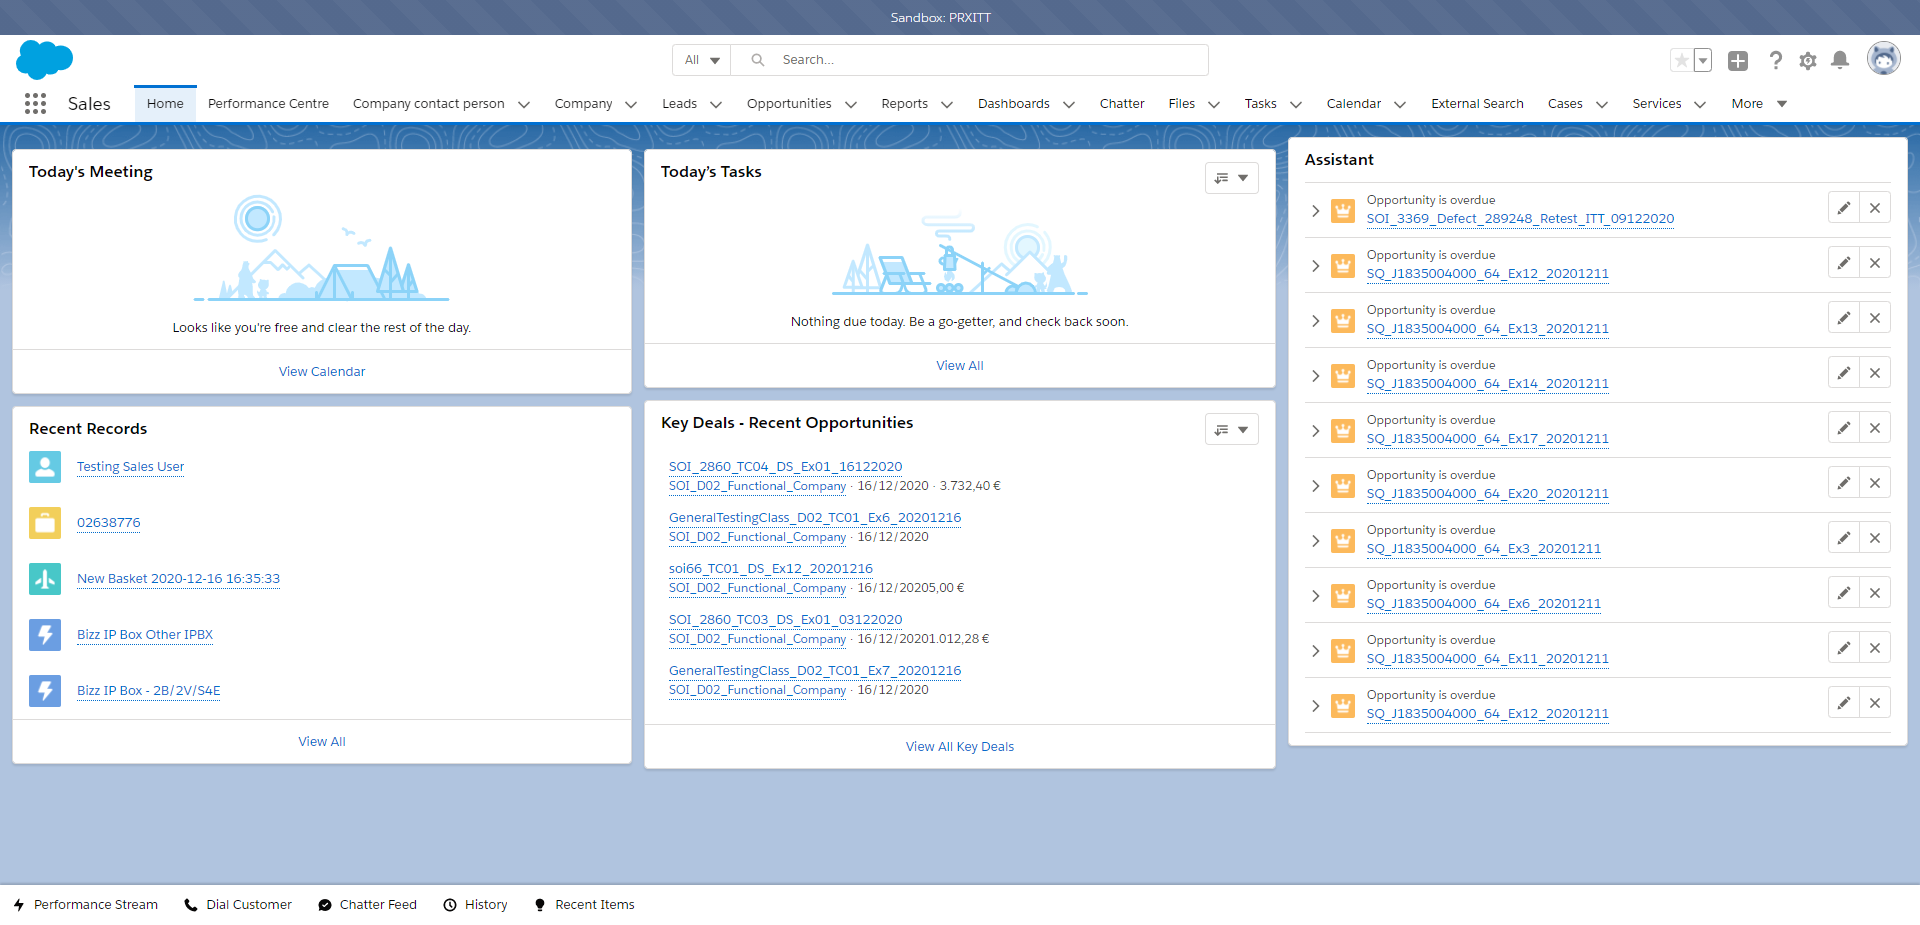 Sandbox: PRXITT
All
Search...
Sales
Home
Performance Centre
Company contact person
Company
Leads
Opportunities
Reports
Dashboards
Chatter
Files
Tasks
Calendar
External Search
Cases
Services
More
Today's Meeting
Looks like you're free and clear the rest of the day.
View Calendar
Recent Records
Testing Sales User
02638776
New Basket 2020-12-16 16:35:33
Bizz IP Box Other IPBX
Bizz IP Box - 2B/2V/S4E
View All
Today's Tasks
Nothing due today. Be a go-getter, and check back soon.
View All
Key Deals - Recent Opportunities
SOI_2860_TC04_DS_Ex01_16122020
SOI_D02_Functional_Company · 16/12/2020 · 3.732,40 €
GeneralTestingClass_D02_TC01_Ex6_20201216
SOI_D02_Functional_Company · 16/12/2020
soi66_TC01_DS_Ex12_20201216
SOI_D02_Functional_Company · 16/12/20205,00 €
SOI_2860_TC03_DS_Ex01_03122020
SOI_D02_Functional_Company · 16/12/20201.012,28 €
GeneralTestingClass_D02_TC01_Ex7_20201216
SOI_D02_Functional_Company · 16/12/2020
View All Key Deals
Assistant
Opportunity is overdue
SOI_3369_Defect_289248_Retest_ITT_09122020
Opportunity is overdue
SQ_J1835004000_64_Ex12_20201211
Opportunity is overdue
SQ_J1835004000_64_Ex13_20201211
Opportunity is overdue
SQ_J1835004000_64_Ex14_20201211
Opportunity is overdue
SQ_J1835004000_64_Ex17_20201211
Opportunity is overdue
SQ_J1835004000_64_Ex20_20201211
Opportunity is overdue
SQ_J1835004000_64_Ex3_20201211
Opportunity is overdue
SQ_J1835004000_64_Ex6_20201211
Opportunity is overdue
SQ_J1835004000_64_Ex11_20201211
Opportunity is overdue
SQ_J1835004000_64_Ex12_20201211
Performance Stream
Dial Customer
Chatter Feed
History
Recent Items